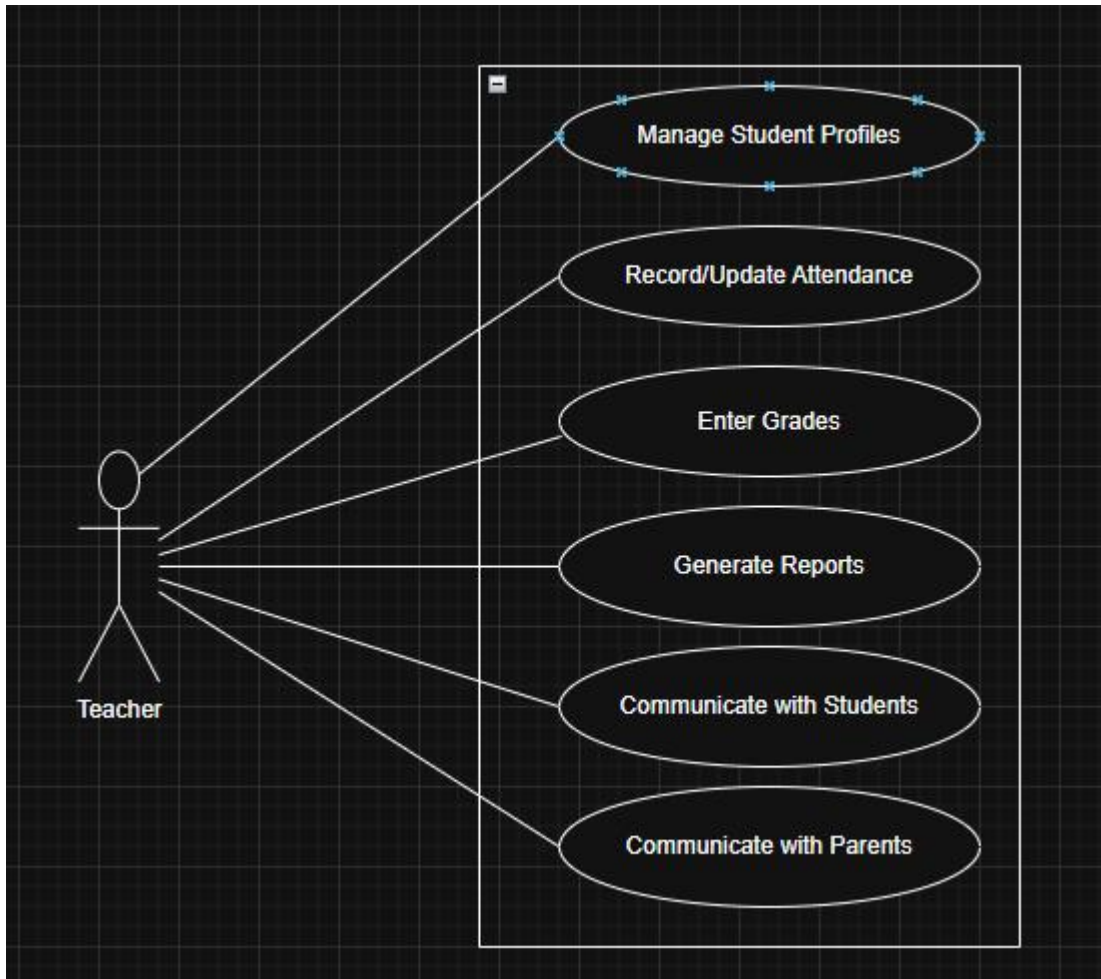 Manage Student Profiles
Record/Update Attendance
Enter Grades
Generate Reports
Communicate with Students
Communicate with Parents
Teacher